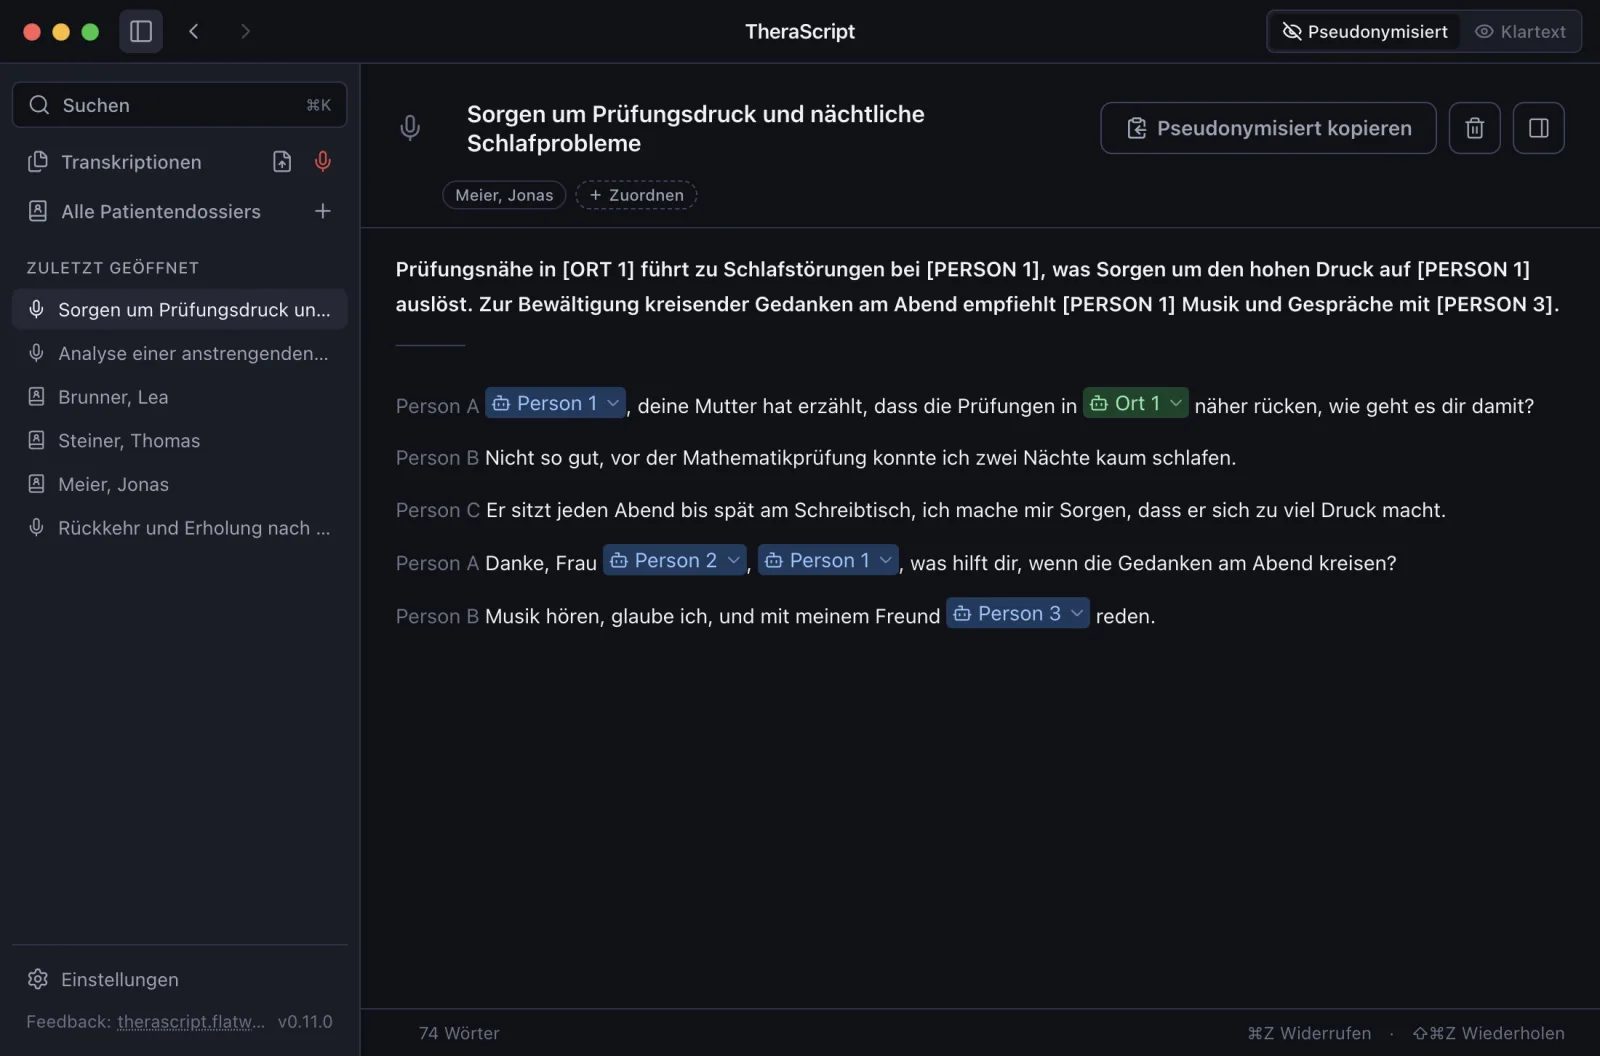 TheraScript
Pseudonymisiert
Klartext
Suchen ⌘K
Transkriptionen
Alle Patientendossiers
ZULETZT GEÖFFNET
Sorgen um Prüfungsdruck un...
Analyse einer anstrengenden...
Brunner, Lea
Steiner, Thomas
Meier, Jonas
Rückkehr und Erholung nach ...
Einstellungen
Feedback: therascript.flatw... v0.11.0
Sorgen um Prüfungsdruck und nächtliche
Schlafprobleme
Pseudonymisiert kopieren
Meier, Jonas
+ Zuordnen
Prüfungsnähe in [ORT 1] führt zu Schlafstörungen bei [PERSON 1], was Sorgen um den hohen Druck auf [PERSON 1]
auslöst. Zur Bewältigung kreisender Gedanken am Abend empfiehlt [PERSON 1] Musik und Gespräche mit [PERSON 3].
Person A Person 1, deine Mutter hat erzählt, dass die Prüfungen in Ort 1 näher rücken, wie geht es dir damit?
Person B Nicht so gut, vor der Mathematikprüfung konnte ich zwei Nächte kaum schlafen.
Person C Er sitzt jeden Abend bis spät am Schreibtisch, ich mache mir Sorgen, dass er sich zu viel Druck macht.
Person A Danke, Frau Person 2, Person 1, was hilft dir, wenn die Gedanken am Abend kreisen?
Person B Musik hören, glaube ich, und mit meinem Freund Person 3 reden.
74 Wörter
⌘Z Widerrufen · ⇧⌘Z Wiederholen